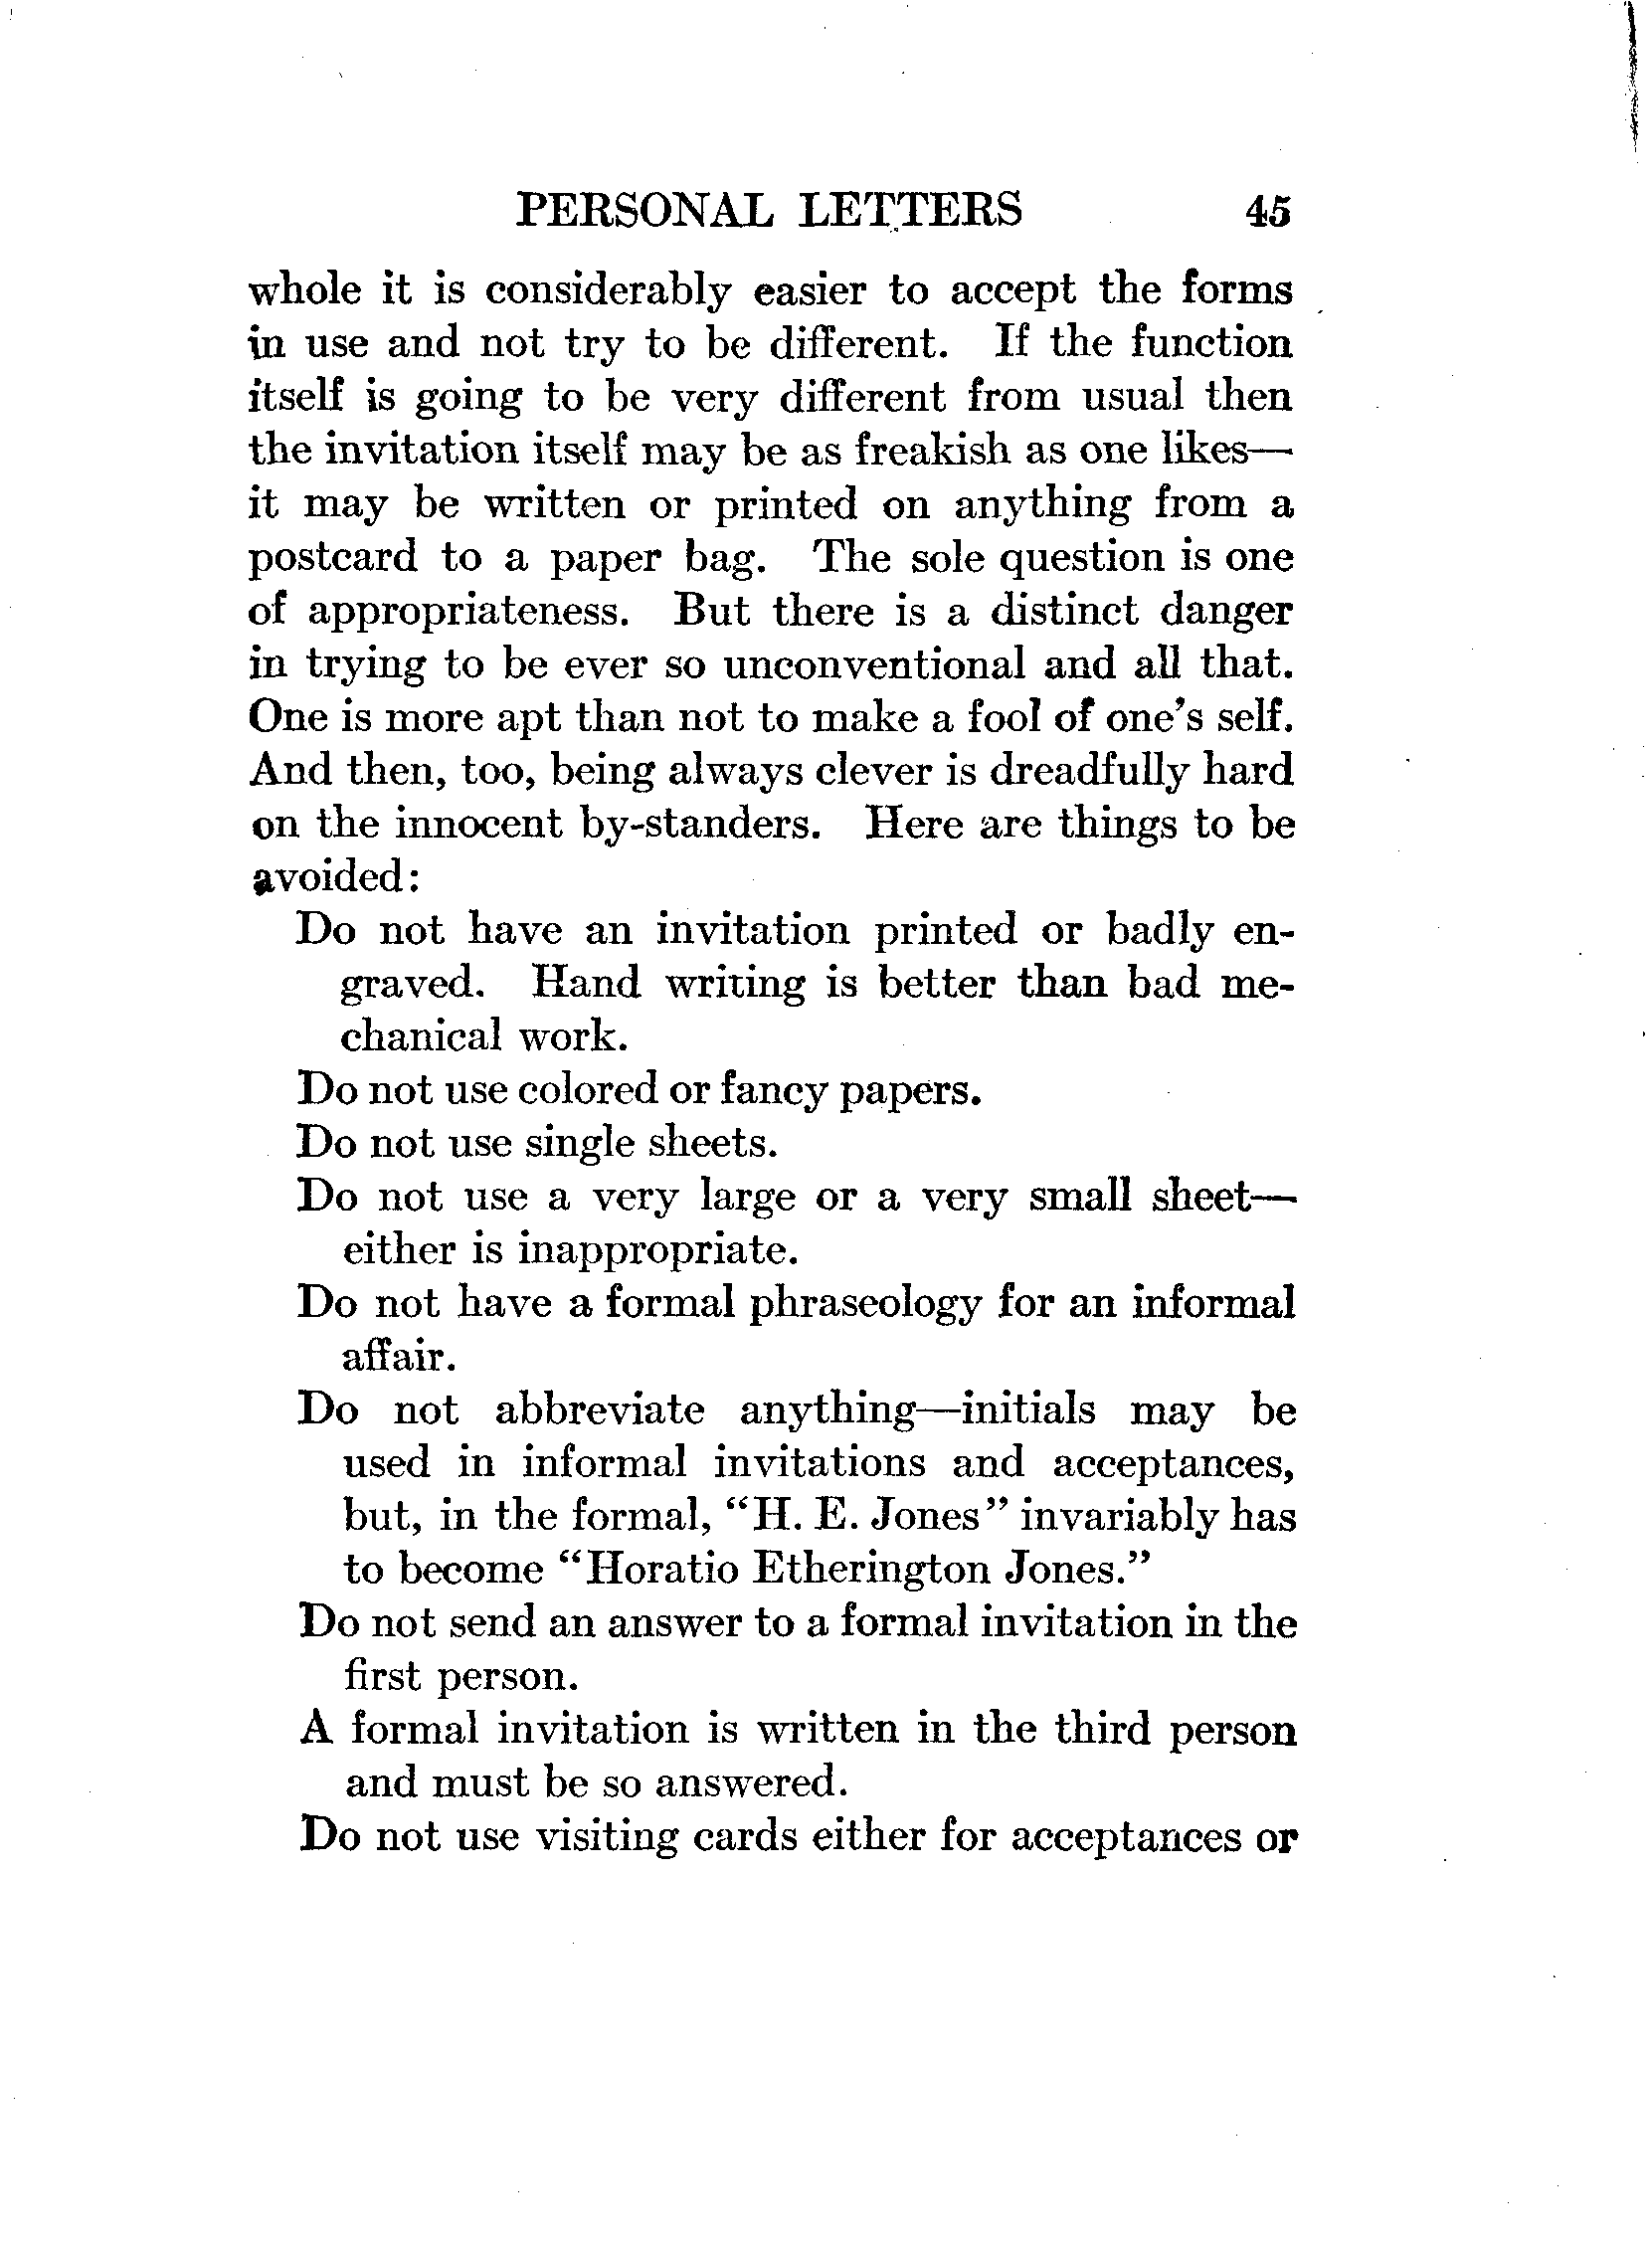 PERSONAL LETTERS 45
whole it is considerably easier to accept the forms
in use and not try to be different. If the function
itself is going to be very different from usual then
the invitation itself may be as freakish as one likes—
it may be written or printed on anything from a
postcard to a paper bag. The sole question is one
of appropriateness. But there is a distinct danger
in trying to be ever so unconventional and all that.
One is more apt than not to make a fool of one's self.
And then, too, being always clever is dreadfully hard
on the innocent by-standers. Here are things to be
avoided:
Do not have an invitation printed or badly en-
graved. Hand writing is better than bad me-
chanical work.
Do not use colored or fancy papers.
Do not use single sheets.
Do not use a very large or a very small sheet—
either is inappropriate.
Do not have a formal phraseology for an informal
affair.
Do not abbreviate anything—initials may be
used in informal invitations and acceptances,
but, in the formal, "H. E. Jones" invariably has
to become "Horatio Etherington Jones."
Do not send an answer to a formal invitation in the
first person.
A formal invitation is written in the third person
and must be so answered.
Do not use visiting cards either for acceptances or